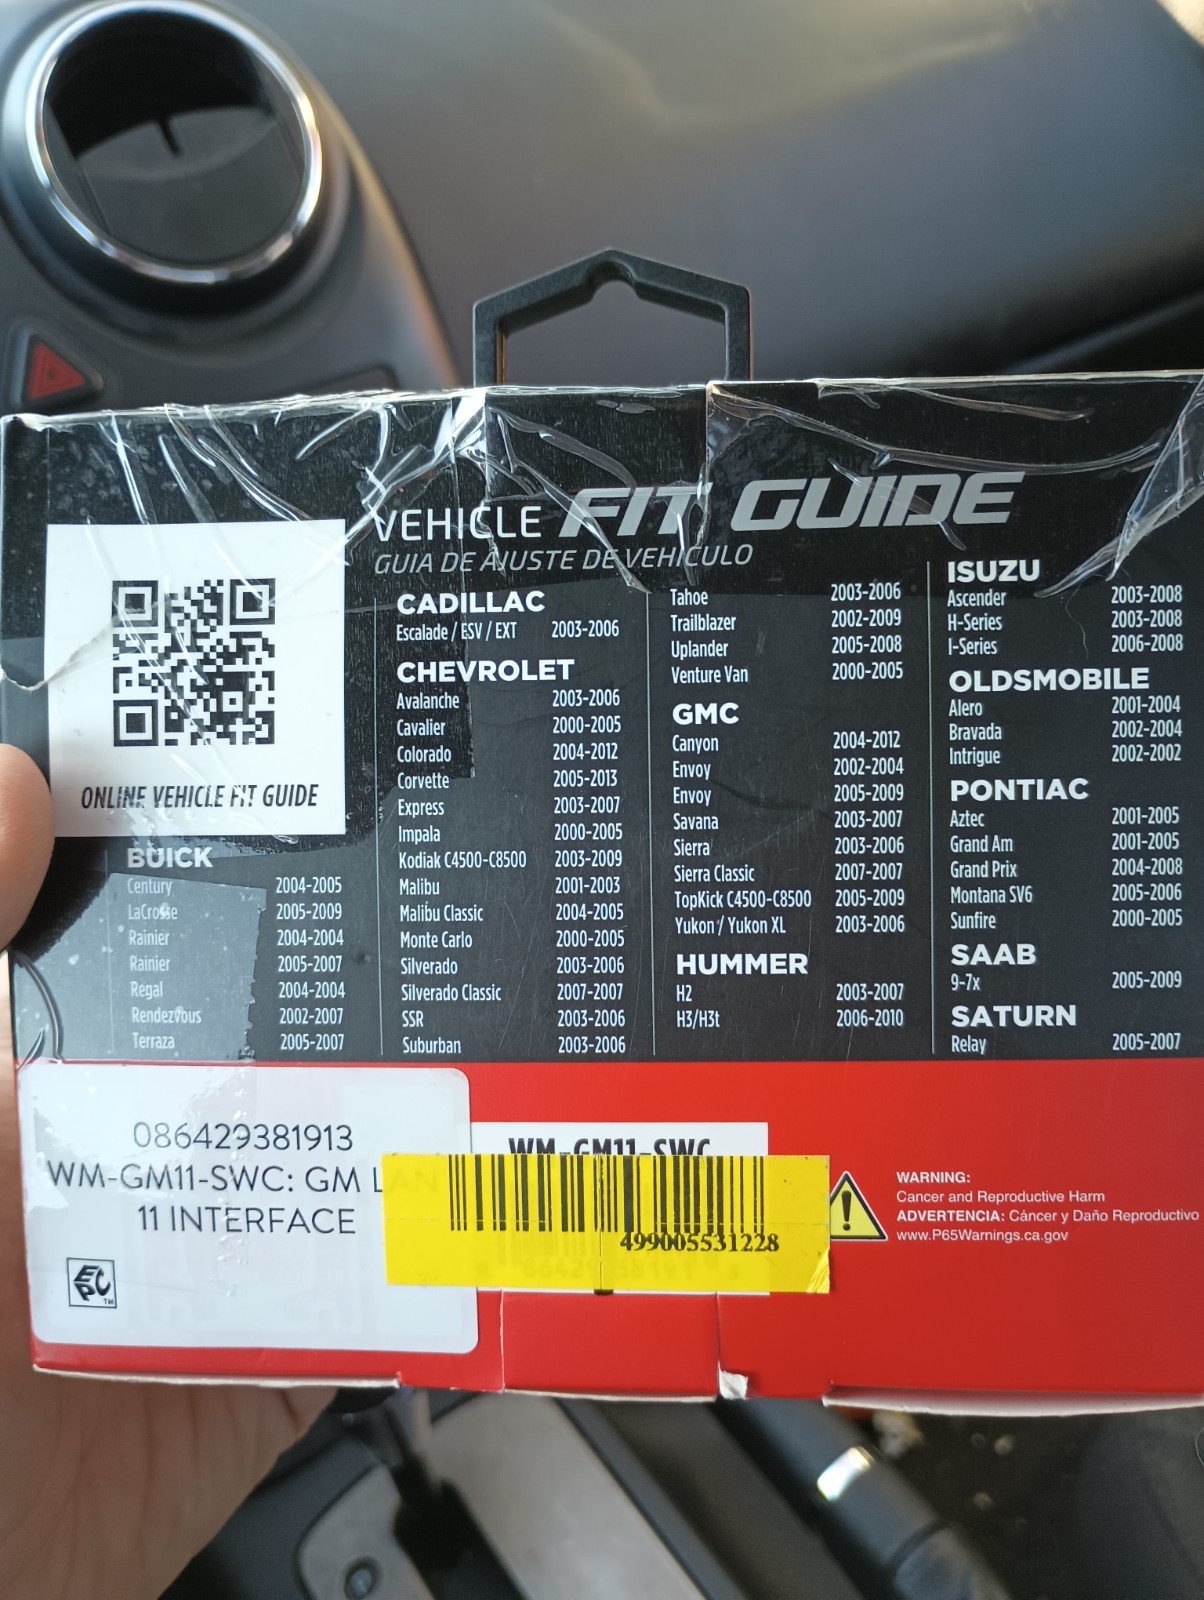 VEHICLE FIT GUIDE
GUIA DE AJUSTE DE VEHICULO
ONLINE VEHICLE FIT GUIDE
BUICK
Century 2004-2005
LaCrosse 2005-2009
Rainier 2004-2004
Rainier 2005-2007
Regal 2004-2004
Rendezvous 2002-2007
Terraza 2005-2007
CADILLAC
Escalade / ESV / EXT 2003-2006
CHEVROLET
Avalanche 2003-2006
Cavalier 2000-2005
Colorado 2004-2012
Corvette 2005-2013
Express 2003-2007
Impala 2000-2005
Kodiak C4500-C8500 2003-2009
Malibu 2001-2003
Malibu Classic 2004-2005
Monte Carlo 2000-2005
Silverado 2003-2006
Silverado Classic 2007-2007
SSR 2003-2006
Suburban 2003-2006
Tahoe 2003-2006
Trailblazer 2002-2009
Uplander 2005-2008
Venture Van 2000-2005
GMC
Canyon 2004-2012
Envoy 2002-2004
Envoy 2005-2009
Savana 2003-2007
Sierra 2003-2006
Sierra Classic 2007-2007
TopKick C4500-C8500 2005-2009
Yukon / Yukon XL 2003-2006
HUMMER
H2 2003-2007
H3/H3t 2006-2010
ISUZU
Ascender 2003-2008
H-Series 2003-2008
I-Series 2006-2008
OLDSMOBILE
Alero 2001-2004
Bravada 2002-2004
Intrigue 2002-2002
PONTIAC
Aztec 2001-2005
Grand Am 2001-2005
Grand Prix 2004-2008
Montana SV6 2005-2006
Sunfire 2000-2005
SAAB
9-7x 2005-2009
SATURN
Relay 2005-2007
086429381913
WM-GM11-SWC: GM LAN
11 INTERFACE
EPC TM
WM-GM11-SWC
499005531228
WARNING:
Cancer and Reproductive Harm
ADVERTENCIA: Cáncer y Daño Reproductivo
www.P65Warnings.ca.gov